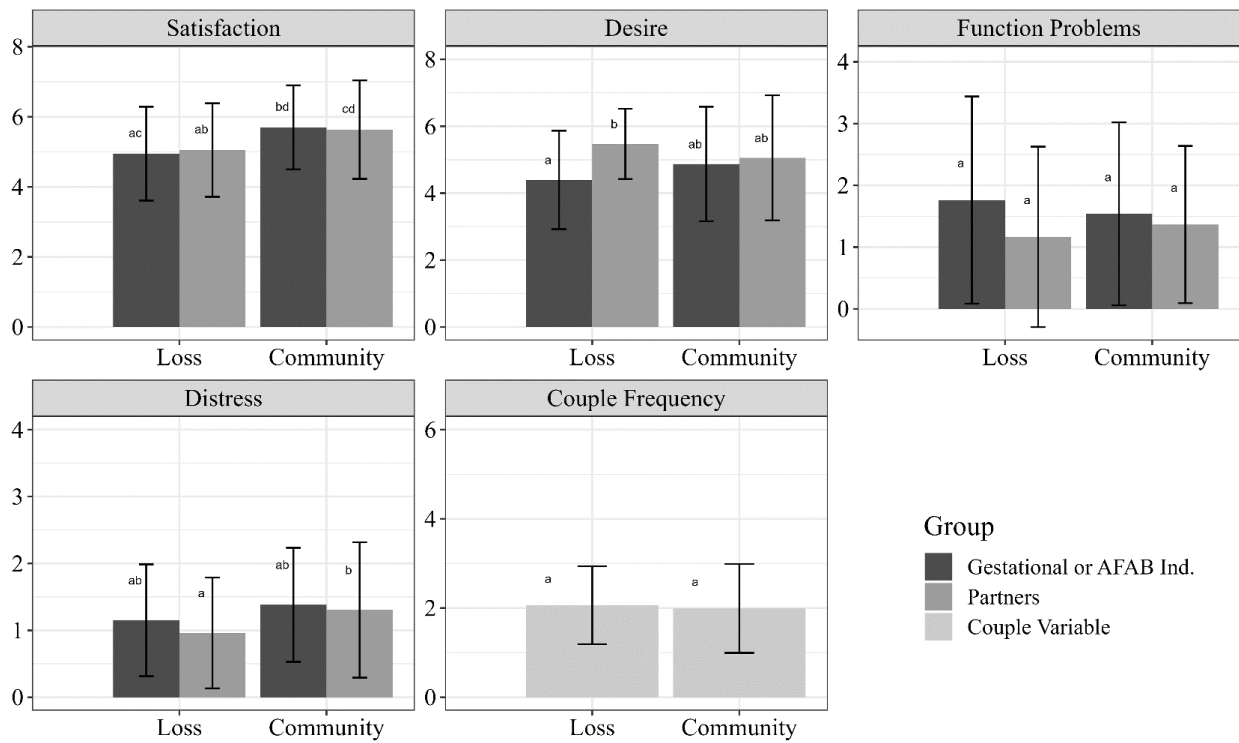 Satisfaction
8
6
4
2
0
ac
ab
bd
cd
Loss Community
Desire
8
6
4
2
0
a
b
ab
ab
Loss Community
Function Problems
4
3
2
1
0
a
a
a
a
Loss Community
Distress
4
3
2
1
0
ab
a
ab
b
Loss Community
Couple Frequency
6
4
2
0
a
a
Loss Community
Group
Gestational or AFAB Ind.
Partners
Couple Variable